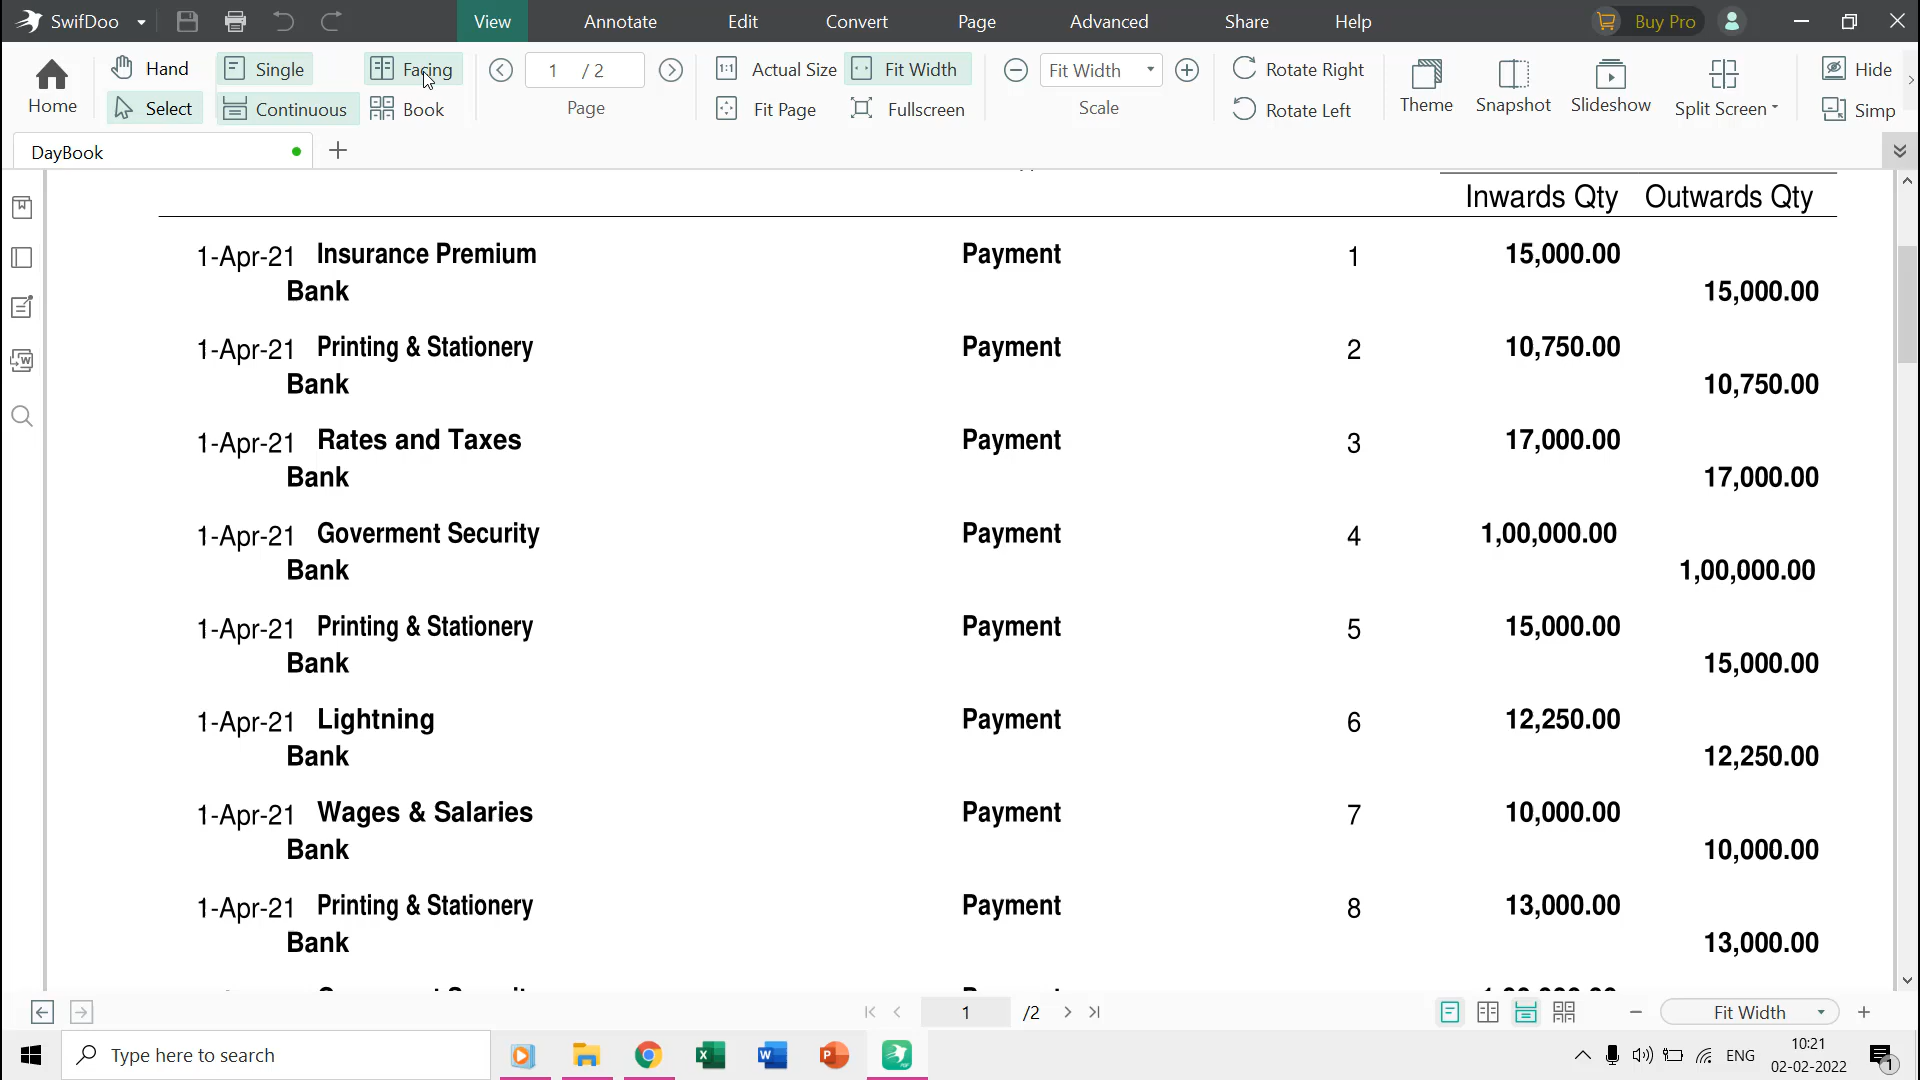 SwifDoo View Annotate Edit Convert Page Advanced Share Help Buy Pro
Home Hand Single Facing 1 / 2 1:1 Actual Size Fit Width Fit Width Rotate Right Theme Snapshot Slideshow Split Screen Hide
Select Continuous Book Page Fit Page Fullscreen Scale Rotate Left Simp
DayBook
Inwards Qty Outwards Qty
1-Apr-21 Insurance Premium Payment 1 15,000.00
Bank 15,000.00
1-Apr-21 Printing & Stationery Payment 2 10,750.00
Bank 10,750.00
1-Apr-21 Rates and Taxes Payment 3 17,000.00
Bank 17,000.00
1-Apr-21 Goverment Security Payment 4 1,00,000.00
Bank 1,00,000.00
1-Apr-21 Printing & Stationery Payment 5 15,000.00
Bank 15,000.00
1-Apr-21 Lightning Payment 6 12,250.00
Bank 12,250.00
1-Apr-21 Wages & Salaries Payment 7 10,000.00
Bank 10,000.00
1-Apr-21 Printing & Stationery Payment 8 13,000.00
Bank 13,000.00
1 /2 Fit Width
Type here to search ENG 10:21
02-02-2022 1